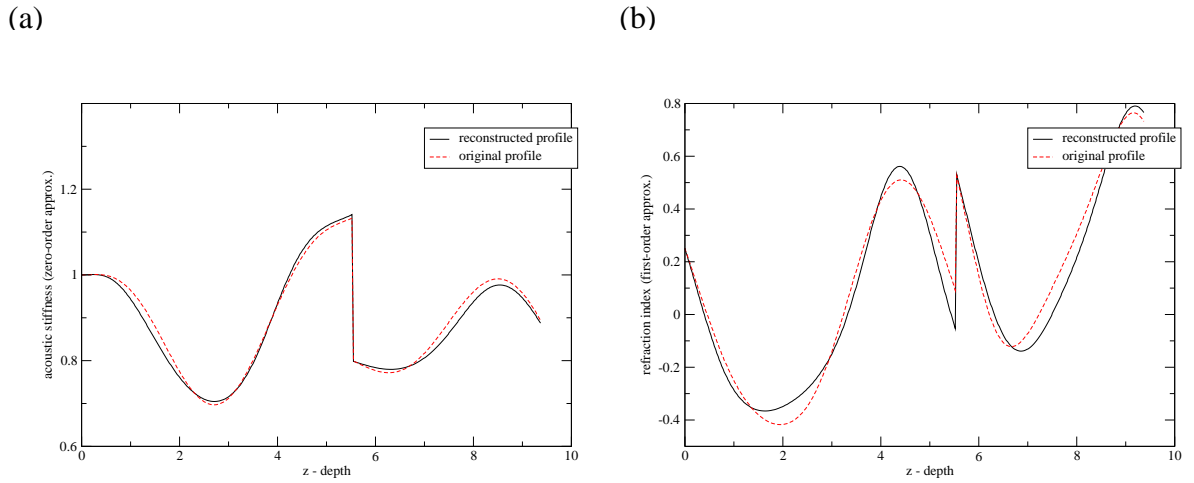 (a)
(b)
reconstructed profile
original profile
acoustic stiffness (zero-order approx.)
1.2
1
0.8
0.6
0
2
4
6
8
10
z - depth
reconstructed profile
original profile
refraction index (first-order approx.)
0.8
0.6
0.4
0.2
0
-0.2
-0.4
0
2
4
6
8
10
z - depth